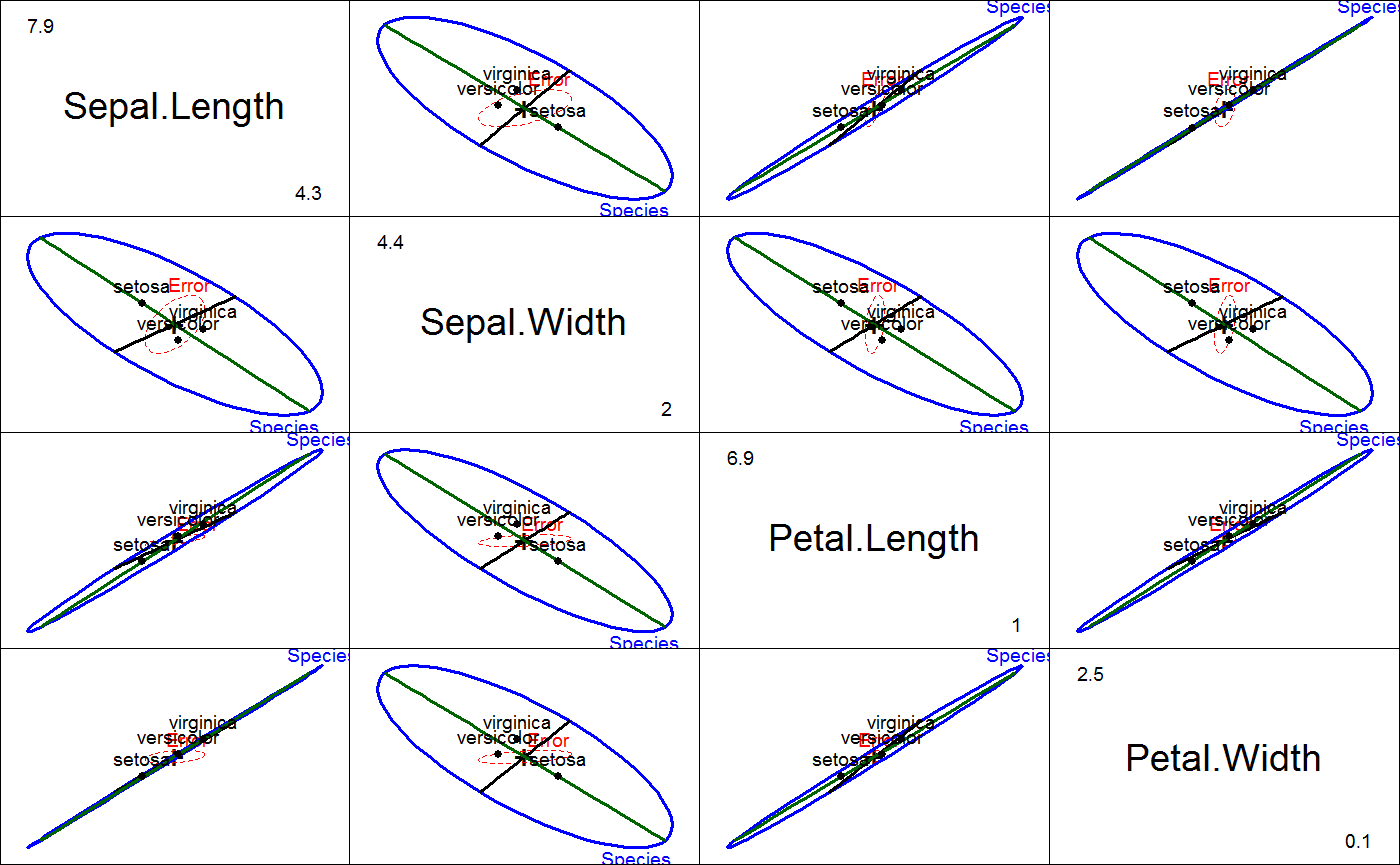 Species
Species
7.9
virginica
Error
virginica
Error
virginica
Error
versicolor
versicolor
versicolor
Sepal.Length
setosa
setosa
setosa
4.3
Species
4.4
setosa
Error
setosa
Error
setosa
Error
virginica
virginica
virginica
versicolor
Sepal.Width
versicolor
versicolor
2
Species
Species
Species
Species
Species
6.9
virginica
virginica
virginica
versicolor
Error
versicolor
Error
versicolor
Error
setosa
setosa
Petal.Length
setosa
1
Species
Species
Species
2.5
virginica
virginica
virginica
versicolor
Error
versicolor
Error
versicolor
Error
setosa
setosa
setosa
Petal.Width
0.1
Species